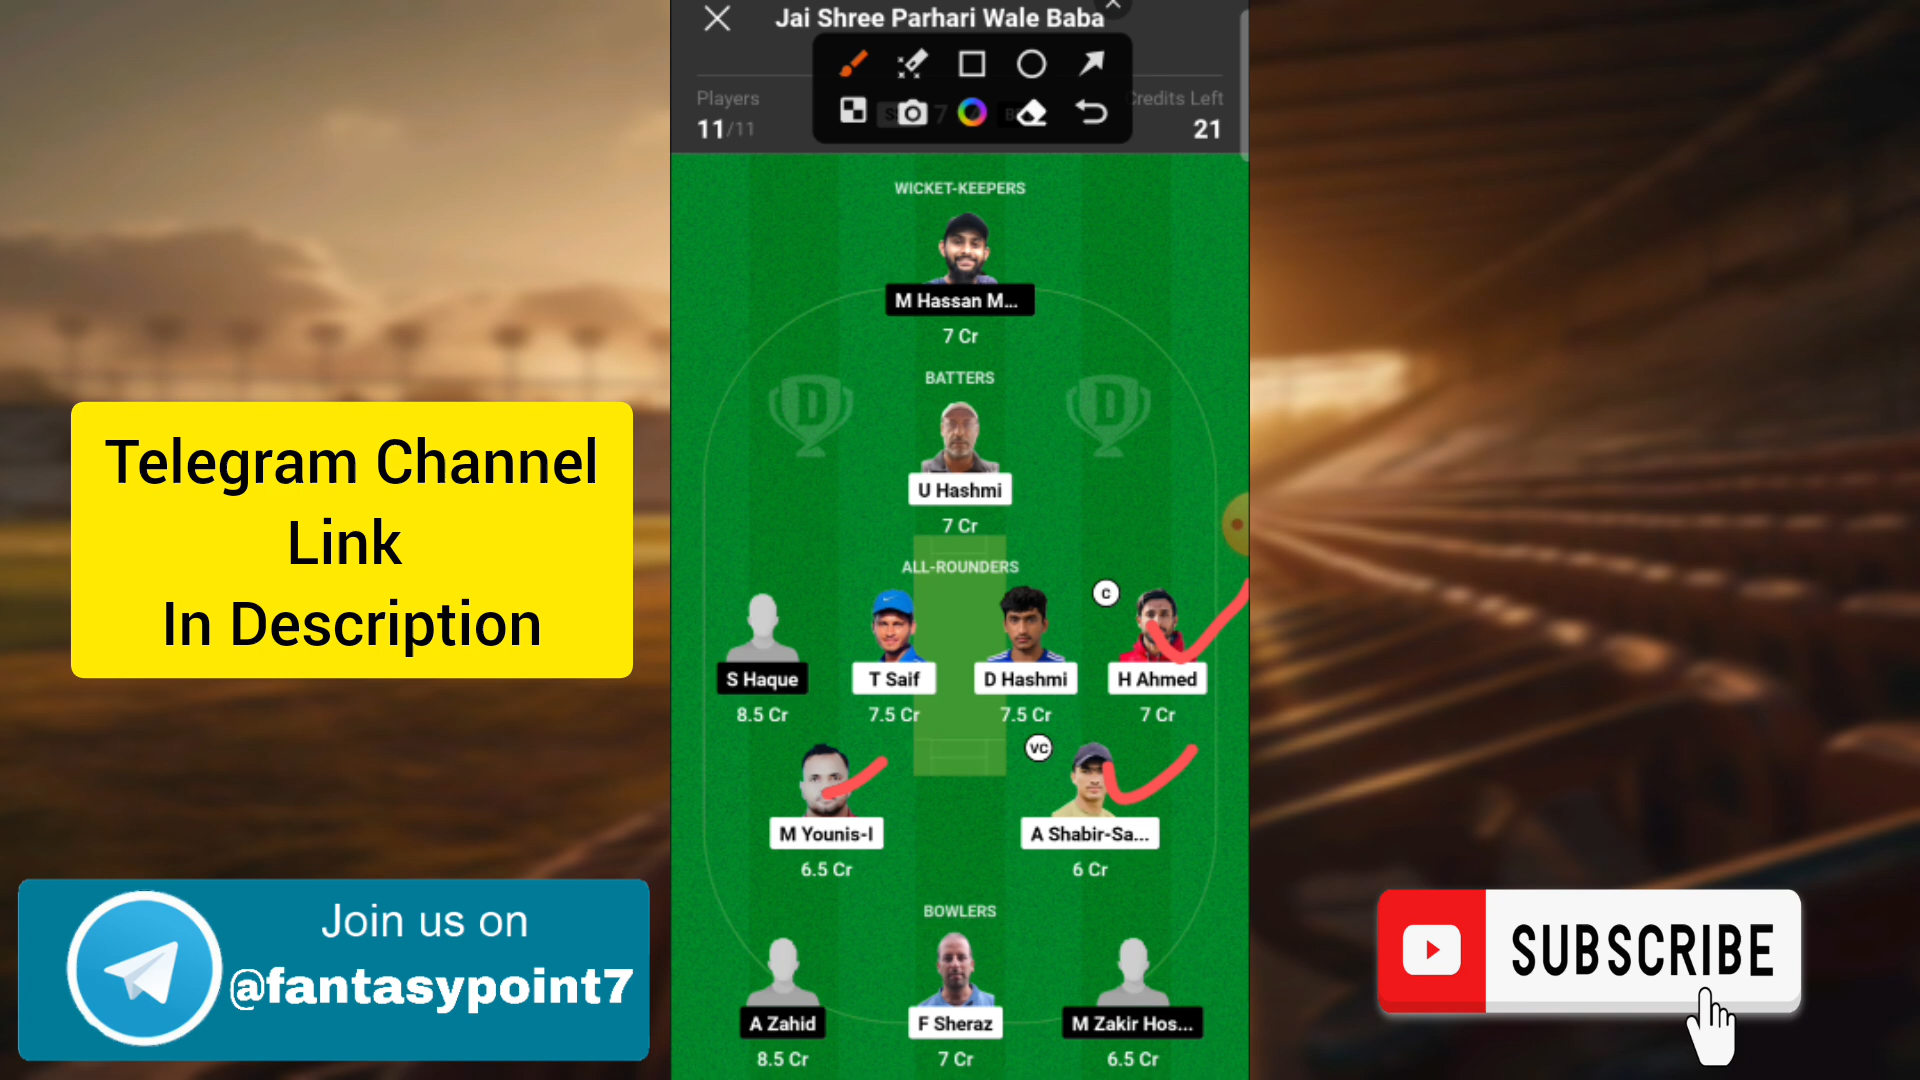 Jai Shree Parhari Wale Baba
Players
11/11
7
Credits Left
21
WICKET-KEEPERS
M Hassan M...
7 Cr
BATTERS
D
D
U Hashmi
7 Cr
ALL-ROUNDERS
C
S Haque
T Saif
D Hashmi
H Ahmed
8.5 Cr
7.5 Cr
7.5 Cr
7 Cr
VC
M Younis-I
A Shabir-Sa...
6.5 Cr
6 Cr
BOWLERS
A Zahid
F Sheraz
M Zakir Hos...
8.5 Cr
7 Cr
6.5 Cr
Telegram Channel
Link
In Description
Join us on
@fantasypoint7
SUBSCRIBE